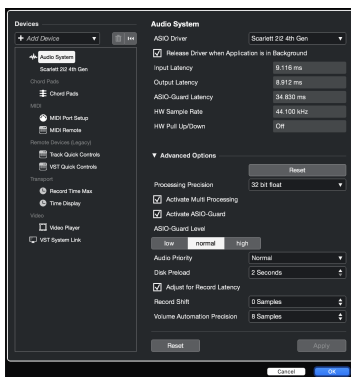 Devices
+ Add Device
Audio System
Scarlett 2i2 4th Gen
Chord Pads
Chord Pads
MIDI
MIDI Port Setup
MIDI Remote
Remote Devices (Legacy)
Track Quick Controls
VST Quick Controls
Transport
Record Time Max
Time Display
Video
Video Player
VST System Link
Audio System
ASIO Driver Scarlett 2i2 4th Gen
Release Driver when Application is in Background
Input Latency 9.116 ms
Output Latency 8.912 ms
ASIO-Guard Latency 34.830 ms
HW Sample Rate 44.100 kHz
HW Pull Up/Down Off
Advanced Options
Reset
Processing Precision 32 bit float
Activate Multi Processing
Activate ASIO-Guard
ASIO-Guard Level
low normal high
Audio Priority Normal
Disk Preload 2 Seconds
Adjust for Record Latency
Record Shift 0 Samples
Volume Automation Precision 8 Samples
Reset Apply
Cancel OK